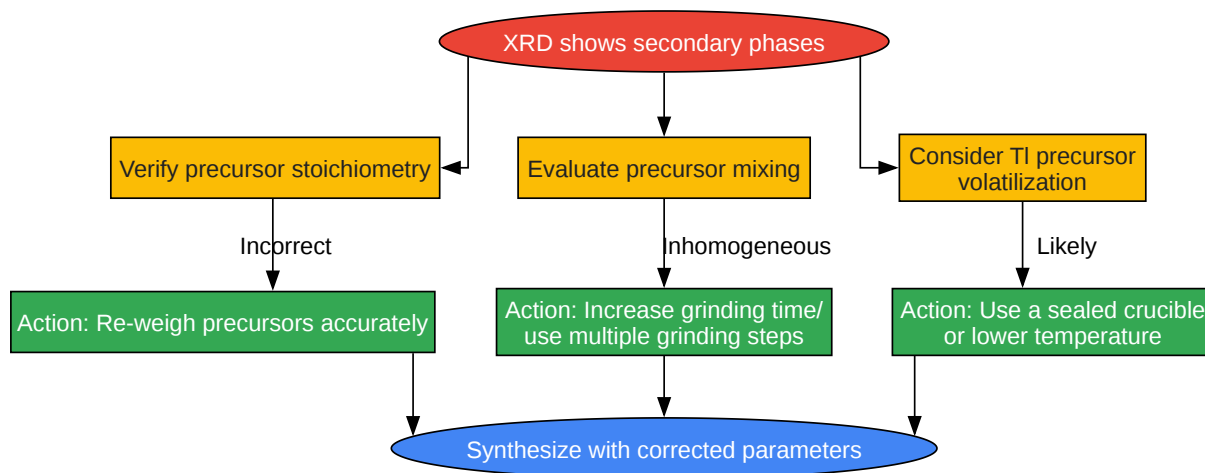 XRD shows secondary phases
Verify precursor stoichiometry
Evaluate precursor mixing
Consider Tl precursor
volatilization
Incorrect
Inhomogeneous
Likely
Action: Re-weigh precursors accurately
Action: Increase grinding time/
use multiple grinding steps
Action: Use a sealed crucible
or lower temperature
Synthesize with corrected parameters